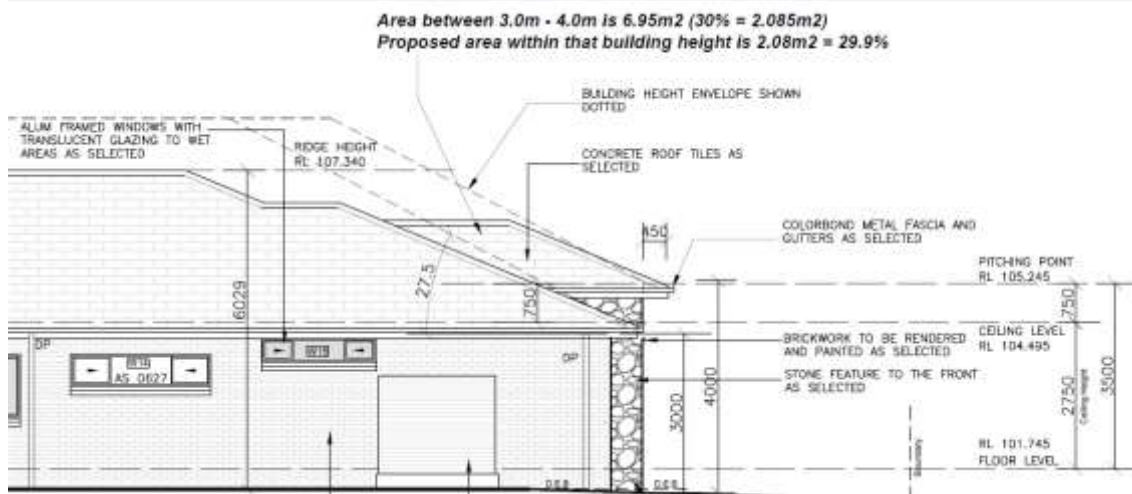 Area between 3.0m - 4.0m is 6.95m2 (30% = 2.085m2)
Proposed area within that building height is 2.08m2 = 29.9%
BUILDING HEIGHT ENVELOPE SHOWN
DOTTED
ALUM FRAMED WINDOWS WITH
TRANSLUCENT GLAZING TO WET
AREAS AS SELECTED
RIDGE HEIGHT
RL 107.340
CONCRETE ROOF TILES AS
SELECTED
450
COLORBOND METAL FASCIA AND
GUTTERS AS SELECTED
PITCHING POINT
RL 105.245
27.5
750
6029
750
CEILING LEVEL
RL 104.495
BRICKWORK TO BE RENDERED
AND PAINTED AS SELECTED
STONE FEATURE TO THE FRONT
AS SELECTED
DP
DP
W15
AS 0627
3000
4000
2750
Ceiling Height
3500
RL 101.745
FLOOR LEVEL
Boundary